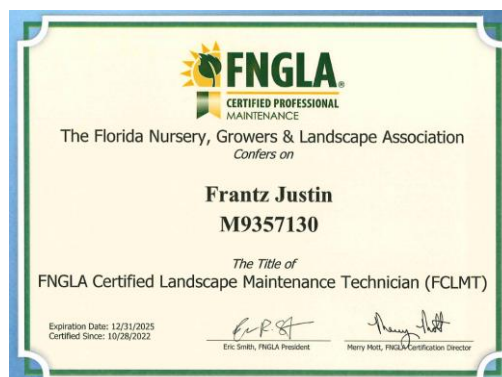 FNGLA®
CERTIFIED PROFESSIONAL
MAINTENANCE
The Florida Nursery, Growers & Landscape Association
Confers on
Frantz Justin
M9357130
The Title of
FNGLA Certified Landscape Maintenance Technician (FCLMT)
Expiration Date: 12/31/2025
Certified Since: 10/28/2022
Eric Smith, FNGLA President
Merry Mott, FNGLA Certification Director